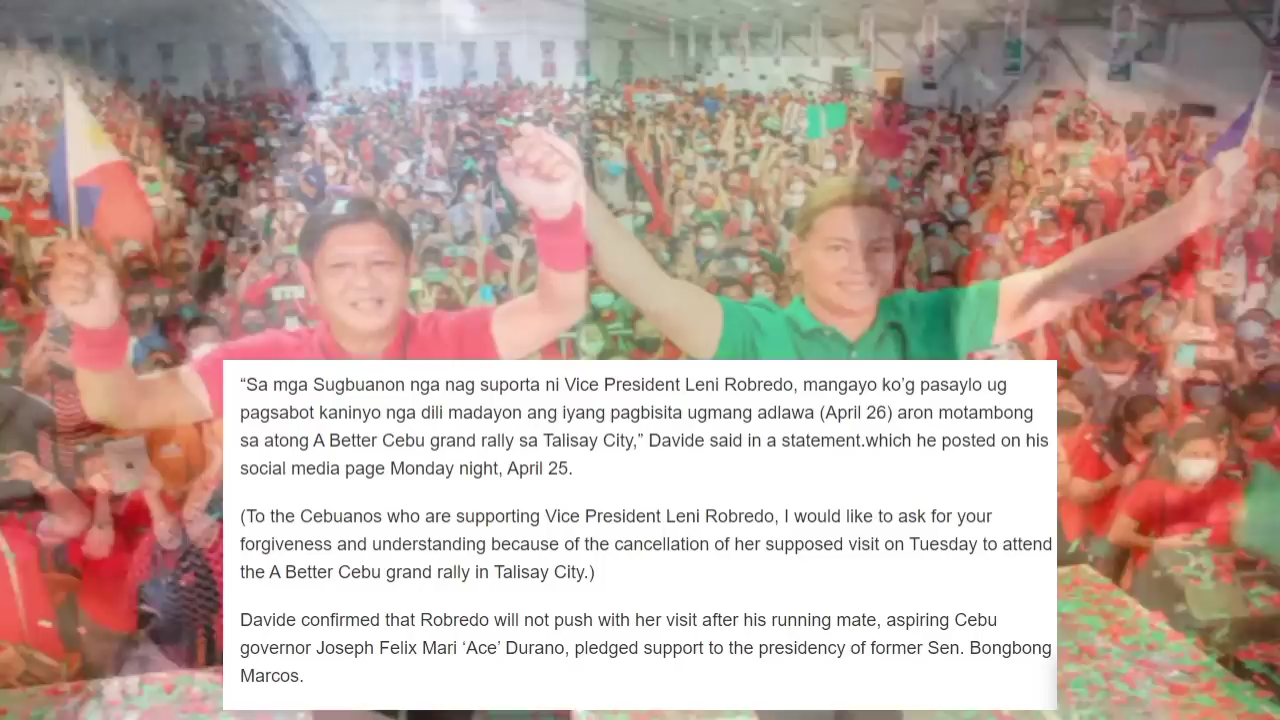 “Sa mga Sugbuanon nga nag suporta ni Vice President Leni Robredo, mangayo ko’g pasaylo ug
pagsabot kaninyo nga dili madayon ang iyang pagbisita ugmang adlawa (April 26) aron motambong
sa atong A Better Cebu grand rally sa Talisay City,” Davide said in a statement.which he posted on his
social media page Monday night, April 25.
(To the Cebuanos who are supporting Vice President Leni Robredo, I would like to ask for your
forgiveness and understanding because of the cancellation of her supposed visit on Tuesday to attend
the A Better Cebu grand rally in Talisay City.)
Davide confirmed that Robredo will not push with her visit after his running mate, aspiring Cebu
governor Joseph Felix Mari ‘Ace’ Durano, pledged support to the presidency of former Sen. Bongbong
Marcos.